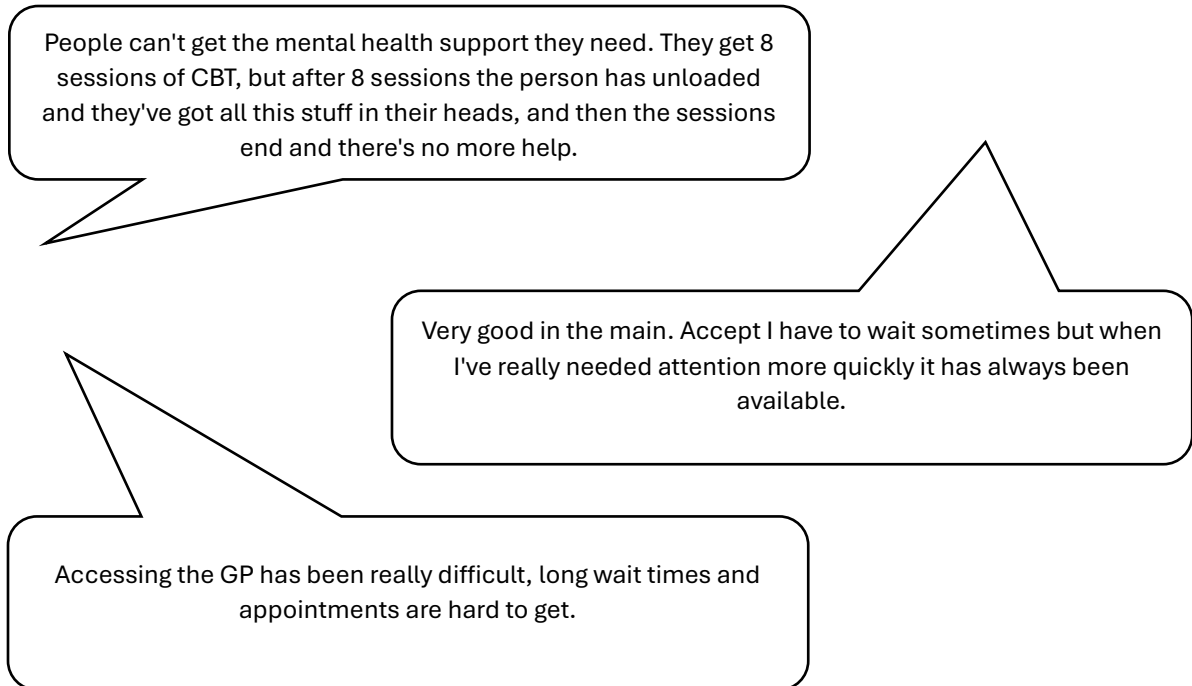 People can't get the mental health support they need. They get 8
sessions of CBT, but after 8 sessions the person has unloaded
and they've got all this stuff in their heads, and then the sessions
end and there's no more help.
Very good in the main. Accept I have to wait sometimes but when
I've really needed attention more quickly it has always been
available.
Accessing the GP has been really difficult, long wait times and
appointments are hard to get.